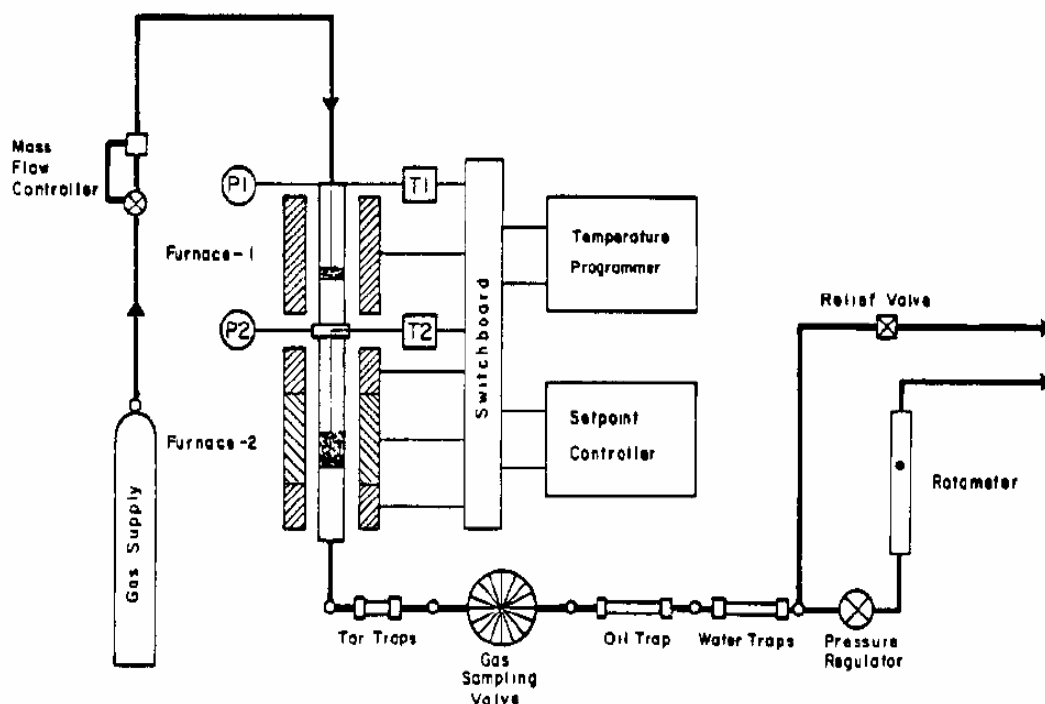 Mass
Flow
Controller
P1
T1
Furnace-1
Temperature
Programmer
Relief Valve
P2
T2
Switchboard
Setpoint
Controller
Furnace-2
Rotameter
Gas Supply
Tar Traps
Gas
Sampling
Valve
Oil Trap
Water Traps
Pressure
Regulator